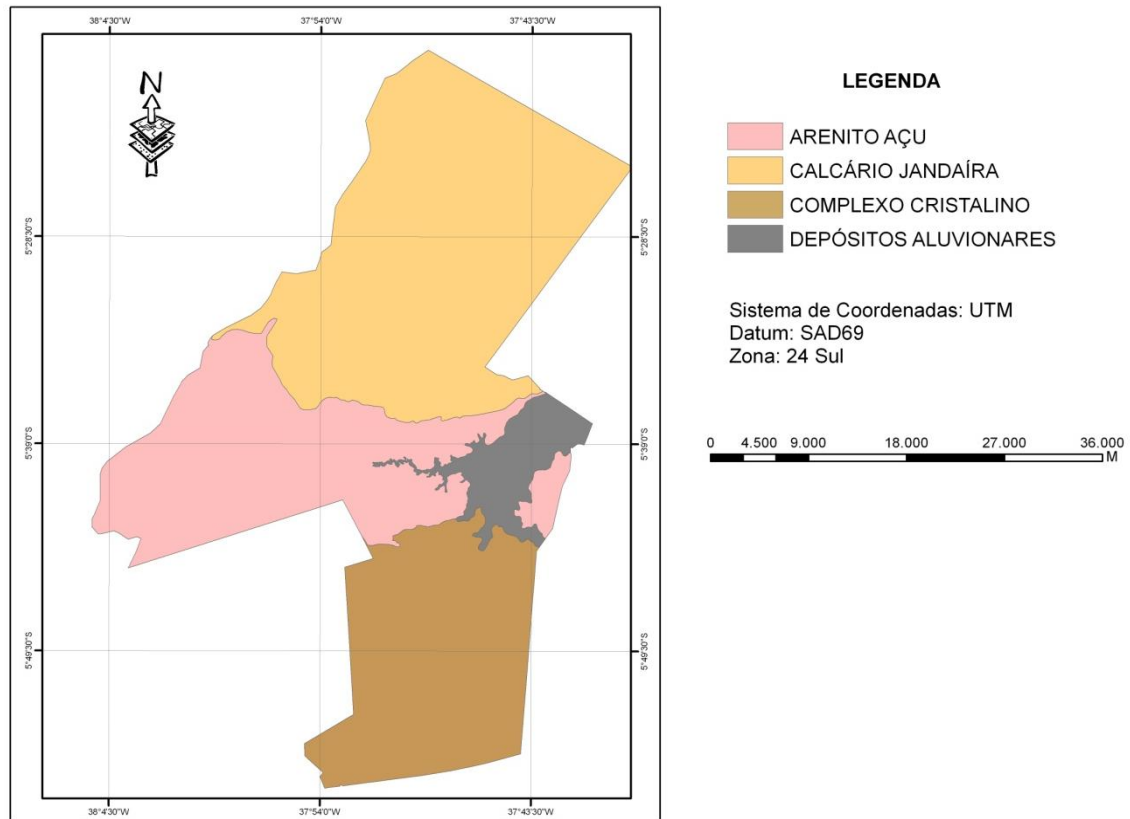 38°4'30"W 37°54'0"W 37°43'30"W
N
5°28'30"S 5°28'30"S
5°39'0"S 5°39'0"S
5°49'30"S 5°49'30"S
38°4'30"W 37°54'0"W 37°43'30"W
LEGENDA
ARENITO AÇU
CALCÁRIO JANDAÍRA
COMPLEXO CRISTALINO
DEPÓSITOS ALUVIONARES
Sistema de Coordenadas: UTM
Datum: SAD69
Zona: 24 Sul
0 4.500 9.000 18.000 27.000 36.000
M